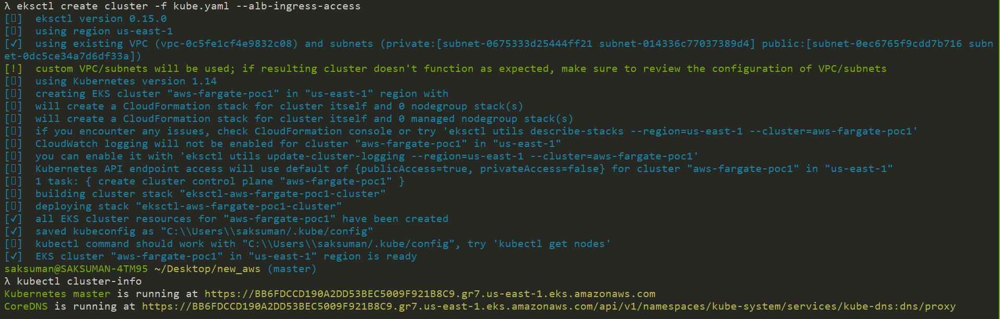 λ eksctl create cluster -f kube.yaml --alb-ingress-access
[▯]  eksctl version 0.15.0
[▯]  using region us-east-1
[✓]  using existing VPC (vpc-0c5fe1cf4e9832c08) and subnets (private:[subnet-0675333d25444ff21 subnet-014336c77037389d4] public:[subnet-0ec6765f9cdd7b716 subn
et-0dc5ce34a7d6df33a])
[!]  custom VPC/subnets will be used; if resulting cluster doesn't function as expected, make sure to review the configuration of VPC/subnets
[▯]  using Kubernetes version 1.14
[▯]  creating EKS cluster "aws-fargate-poc1" in "us-east-1" region with
[▯]  will create a CloudFormation stack for cluster itself and 0 nodegroup stack(s)
[▯]  will create a CloudFormation stack for cluster itself and 0 managed nodegroup stack(s)
[▯]  if you encounter any issues, check CloudFormation console or try 'eksctl utils describe-stacks --region=us-east-1 --cluster=aws-fargate-poc1'
[▯]  CloudWatch logging will not be enabled for cluster "aws-fargate-poc1" in "us-east-1"
[▯]  you can enable it with 'eksctl utils update-cluster-logging --region=us-east-1 --cluster=aws-fargate-poc1'
[▯]  Kubernetes API endpoint access will use default of {publicAccess=true, privateAccess=false} for cluster "aws-fargate-poc1" in "us-east-1"
[▯]  1 task: { create cluster control plane "aws-fargate-poc1" }
[▯]  building cluster stack "eksctl-aws-fargate-poc1-cluster"
[▯]  deploying stack "eksctl-aws-fargate-poc1-cluster"
[✓]  all EKS cluster resources for "aws-fargate-poc1" have been created
[✓]  saved kubeconfig as "C:\\Users\\saksuman/.kube/config"
[▯]  kubectl command should work with "C:\\Users\\saksuman/.kube/config", try 'kubectl get nodes'
[✓]  EKS cluster "aws-fargate-poc1" in "us-east-1" region is ready
saksuman@SAKSUMAN-4TM95 ~/Desktop/new_aws (master)
λ kubectl cluster-info
Kubernetes master is running at https://BB6FDCCD190A2DD53BEC5009F921B8C9.gr7.us-east-1.eks.amazonaws.com
CoreDNS is running at https://BB6FDCCD190A2DD53BEC5009F921B8C9.gr7.us-east-1.eks.amazonaws.com/api/v1/namespaces/kube-system/services/kube-dns:dns/proxy